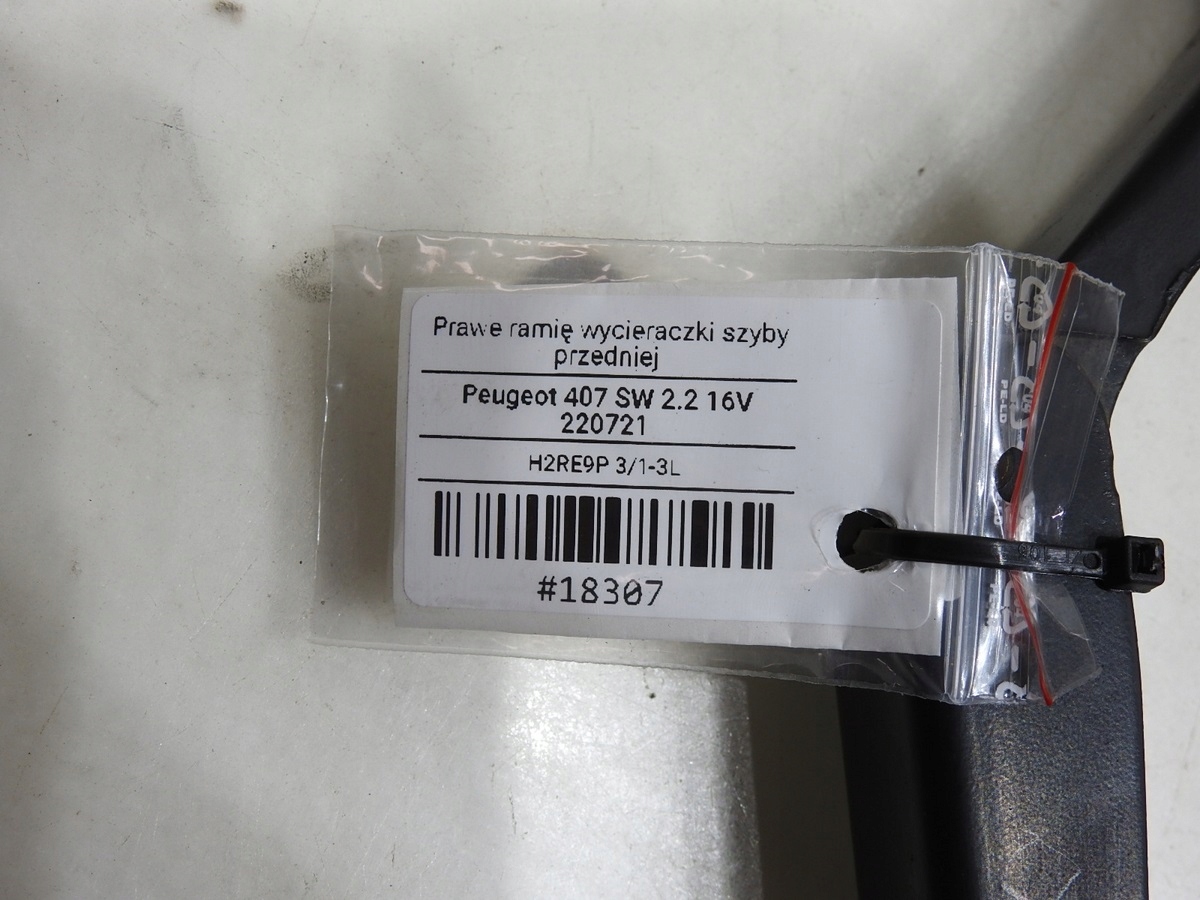 Prawe ramię wycieraczki szyby
przedniej
Peugeot 407 SW 2.2 16V
220721
H2RE9P 3/1-3L
#18307